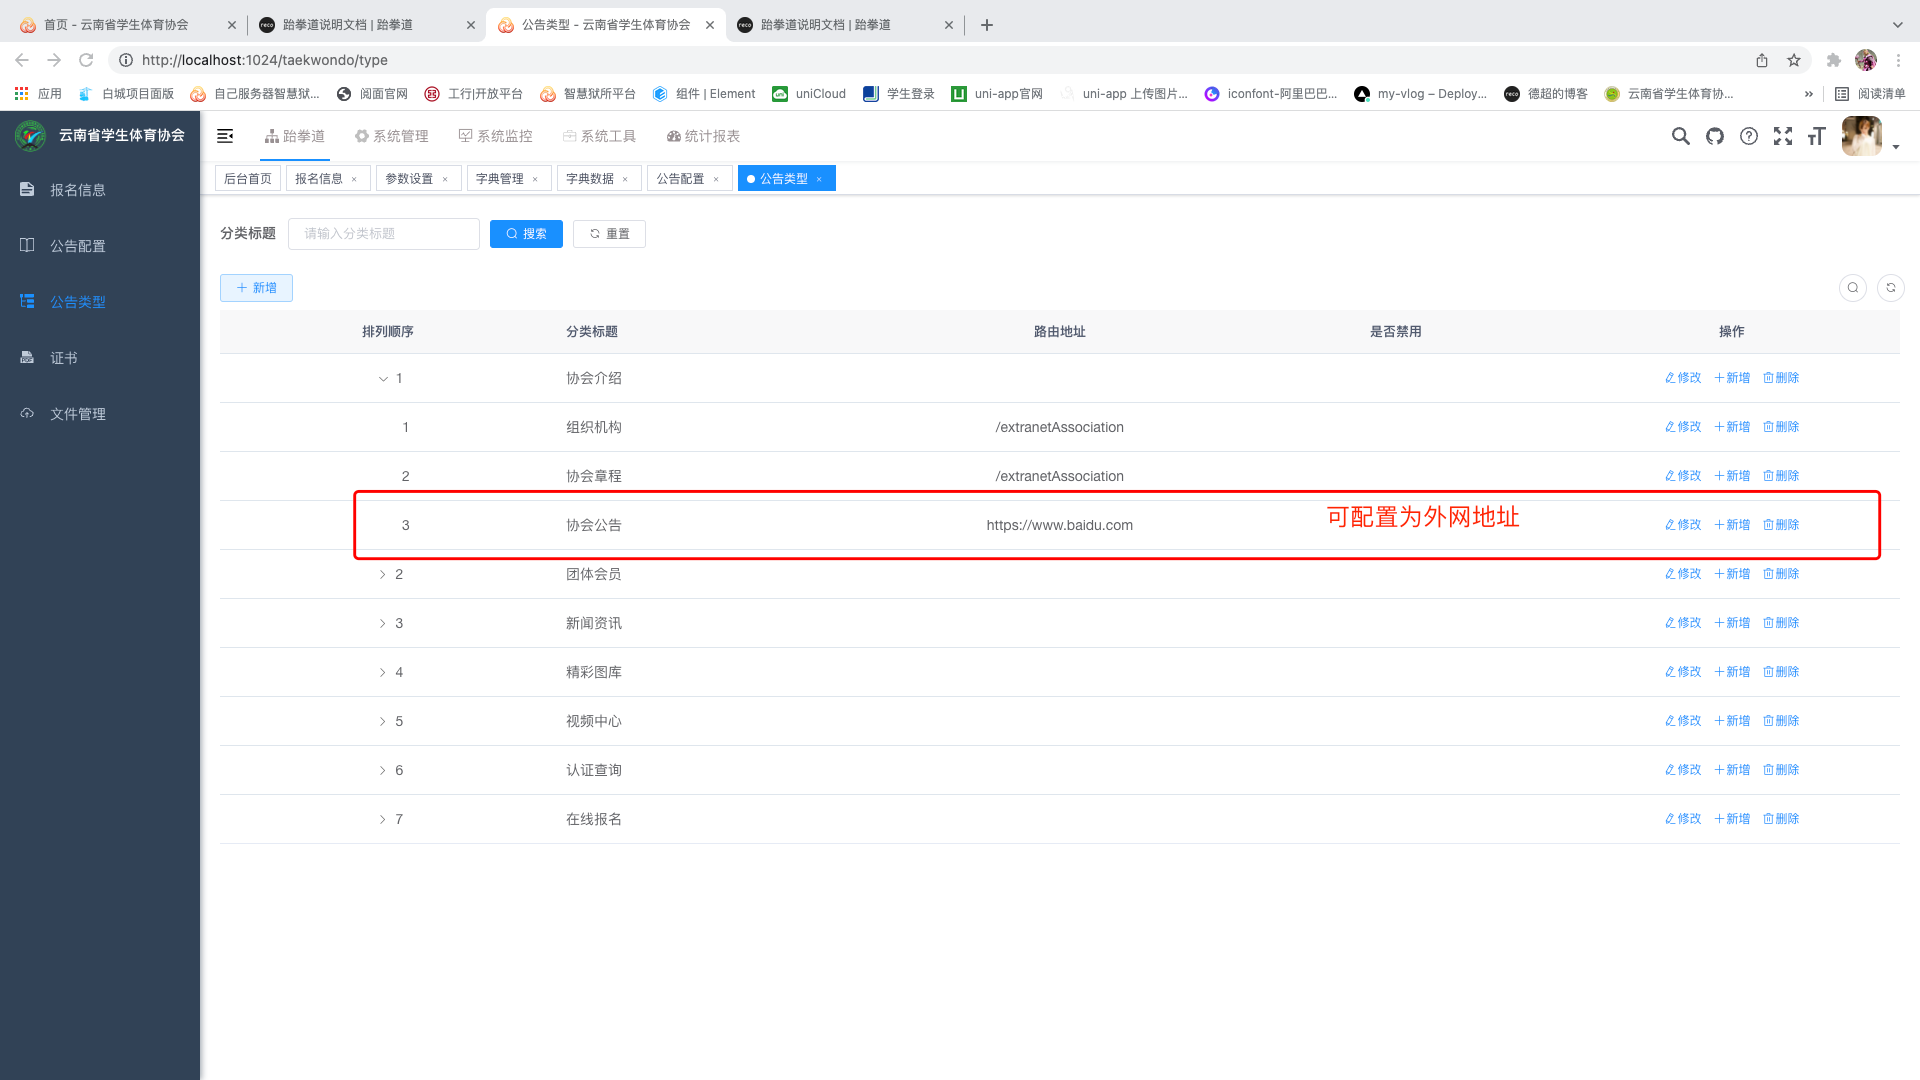 首页 - 云南省学生体育协会
跆拳道说明文档 | 跆拳道
公告类型 - 云南省学生体育协会
跆拳道说明文档 | 跆拳道
http://localhost:1024/taekwondo/type
应用
白城项目面版
自己服务器智慧狱...
阅面官网
工行|开放平台
智慧狱所平台
组件 | Element
uniCloud
学生登录
uni-app官网
uni-app 上传图片...
iconfont-阿里巴巴...
my-vlog – Deploy...
德超的博客
云南省学生体育协...
»
阅读清单
云南省学生体育协会
跆拳道
系统管理
系统监控
系统工具
统计报表
报名信息
公告配置
公告类型
证书
文件管理
后台首页
报名信息 ×
参数设置 ×
字典管理 ×
字典数据 ×
公告配置 ×
公告类型 ×
分类标题
请输入分类标题
搜索
重置
+ 新增
排列顺序 分类标题 路由地址 是否禁用 操作
1 协会介绍 修改 +新增 删除
1 组织机构 /extranetAssociation 修改 +新增 删除
2 协会章程 /extranetAssociation 修改 +新增 删除
3 协会公告 https://www.baidu.com 可配置为外网地址 修改 +新增 删除
2 团体会员 修改 +新增 删除
3 新闻资讯 修改 +新增 删除
4 精彩图库 修改 +新增 删除
5 视频中心 修改 +新增 删除
6 认证查询 修改 +新增 删除
7 在线报名 修改 +新增 删除